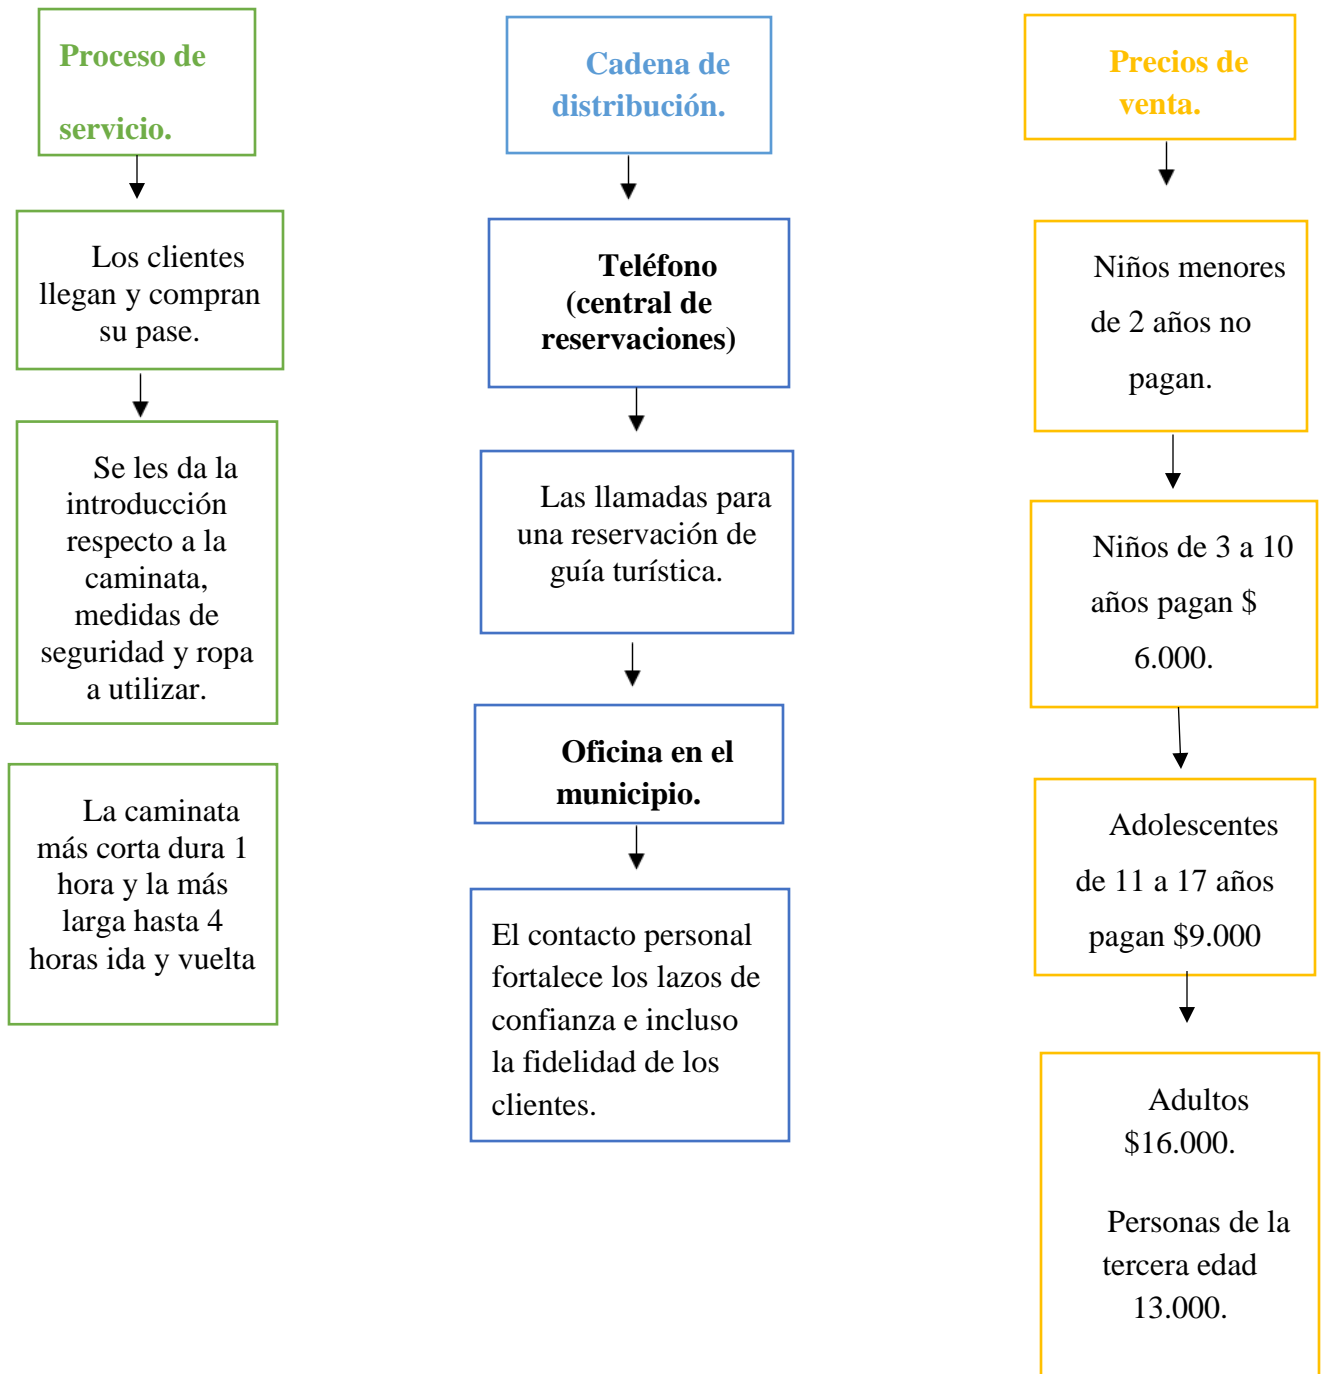 Proceso de
servicio.
Los clientes
llegan y compran
su pase.
Se les da la
introducción
respecto a la
caminata,
medidas de
seguridad y ropa
a utilizar.
La caminata
más corta dura 1
hora y la más
larga hasta 4
horas ida y vuelta
Cadena de
distribución.
Teléfono
(central de
reservaciones)
Las llamadas para
una reservación de
guía turística.
Oficina en el
municipio.
El contacto personal
fortalece los lazos de
confianza e incluso
la fidelidad de los
clientes.
Precios de
venta.
Niños menores
de 2 años no
pagan.
Niños de 3 a 10
años pagan $
6.000.
Adolescentes
de 11 a 17 años
pagan $9.000
Adultos
$16.000.
Personas de la
tercera edad
13.000.